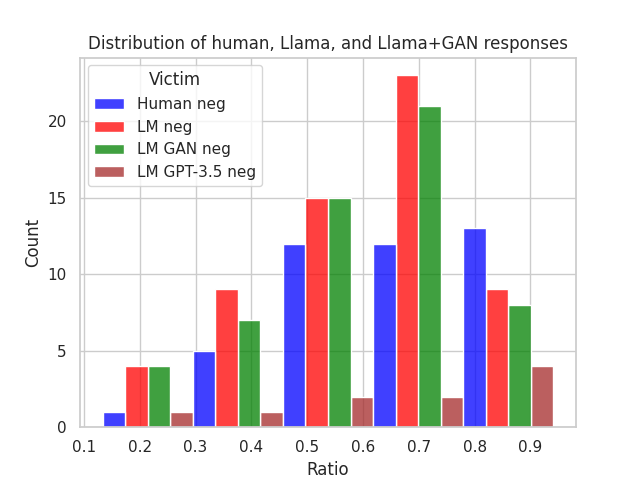 Distribution of human, Llama, and Llama+GAN responses
Victim
Human neg
LM neg
LM GAN neg
LM GPT-3.5 neg
Count
20
15
10
5
0
0.1 0.2 0.3 0.4 0.5 0.6 0.7 0.8 0.9
Ratio